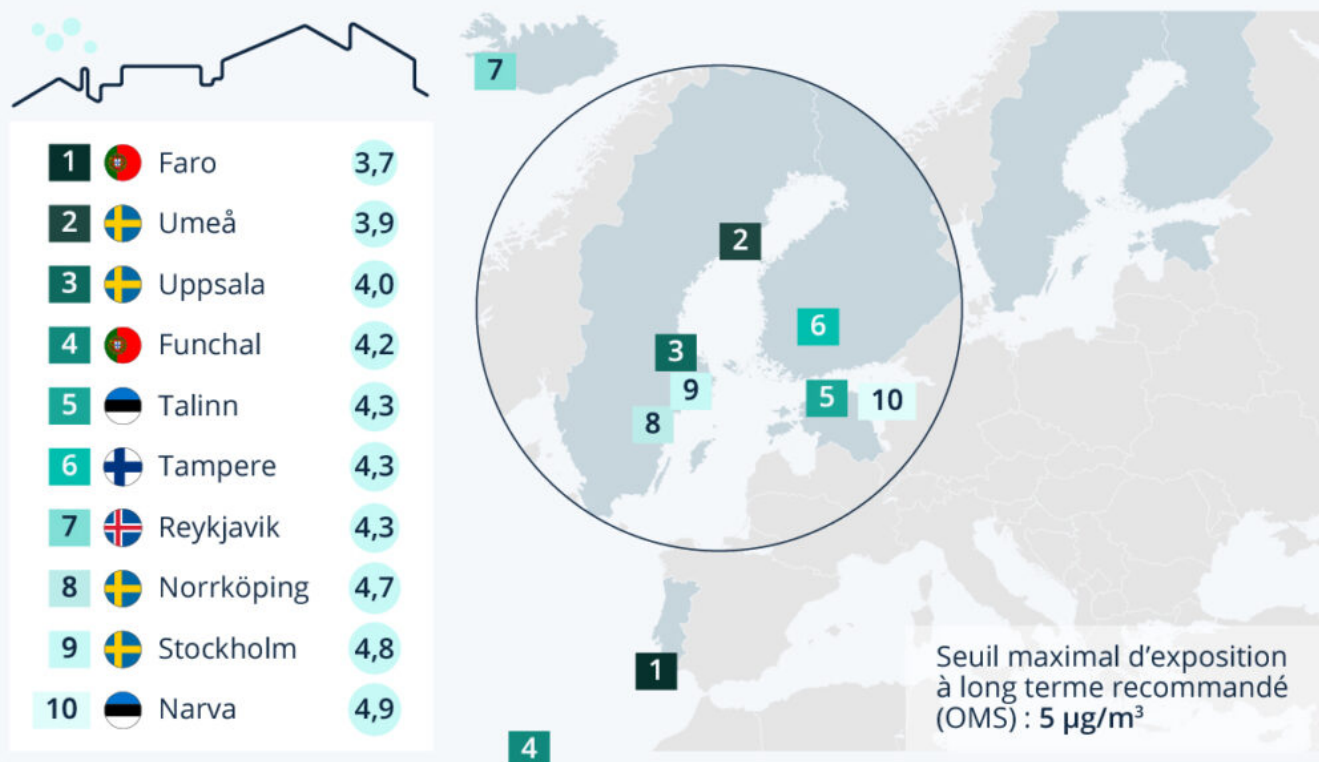 1 Faro 3,7
2 Umeå 3,9
3 Uppsala 4,0
4 Funchal 4,2
5 Talinn 4,3
6 Tampere 4,3
7 Reykjavik 4,3
8 Norrköping 4,7
9 Stockholm 4,8
10 Narva 4,9
7
2
6
3
9
5
10
8
1
4
Seuil maximal d'exposition
à long terme recommandé
(OMS) : 5 µg/m³